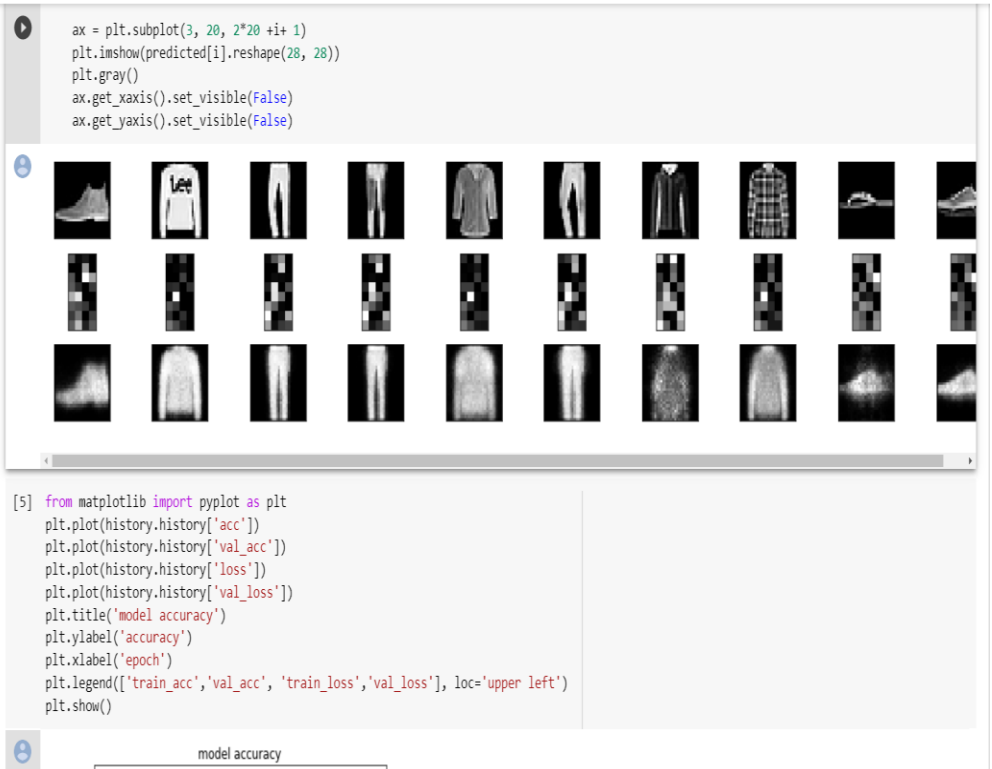 ax = plt.subplot(3, 20, 2*20 +i+ 1)
plt.imshow(predicted[i].reshape(28, 28))
plt.gray()
ax.get_xaxis().set_visible(False)
ax.get_yaxis().set_visible(False)
Lee
[5] from matplotlib import pyplot as plt
plt.plot(history.history['acc'])
plt.plot(history.history['val_acc'])
plt.plot(history.history['loss'])
plt.plot(history.history['val_loss'])
plt.title('model accuracy')
plt.ylabel('accuracy')
plt.xlabel('epoch')
plt.legend(['train_acc','val_acc', 'train_loss','val_loss'], loc='upper left')
plt.show()
model accuracy